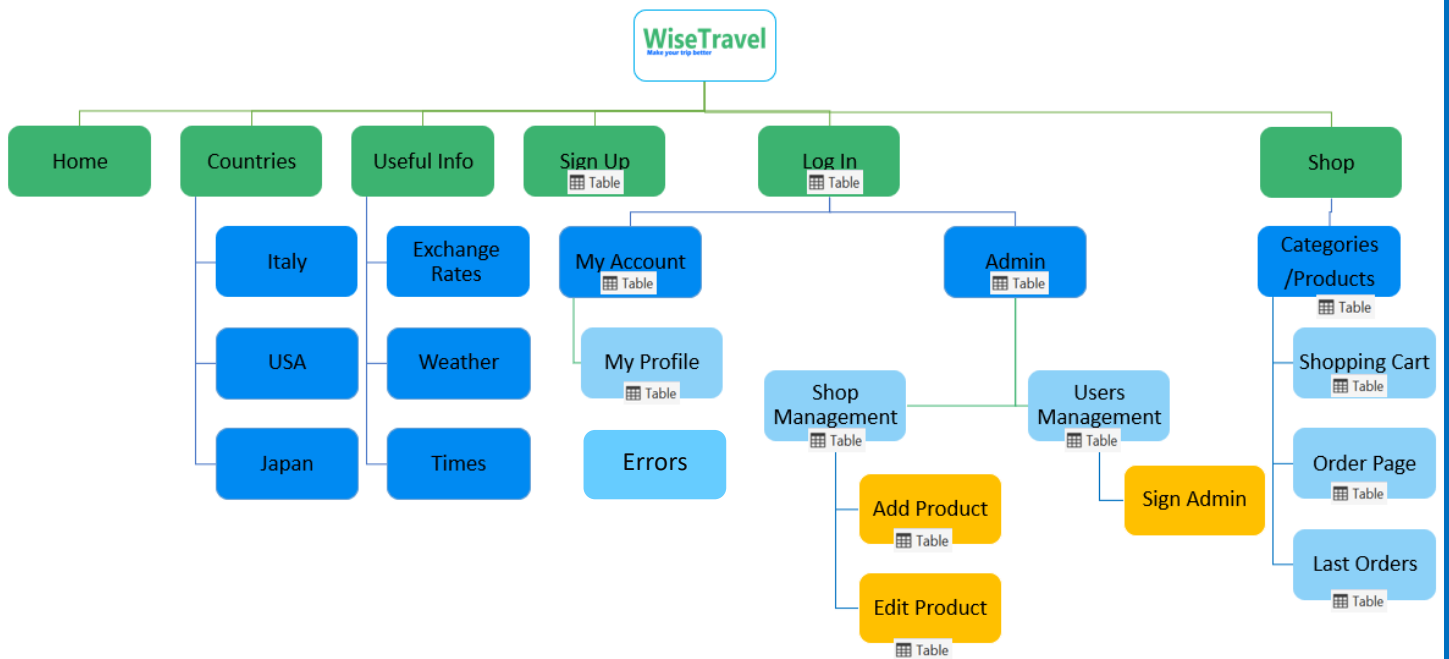 WiseTravel
Make your trip better
Home
Countries
Useful Info
Sign Up
Table
Log In
Table
Shop
Italy
Exchange
Rates
My Account
Table
Admin
Table
Categories
/Products
Table
USA
Weather
My Profile
Table
Shop
Management
Table
Users
Management
Table
Shopping Cart
Table
Japan
Times
Errors
Add Product
Table
Sign Admin
Order Page
Table
Edit Product
Table
Last Orders
Table